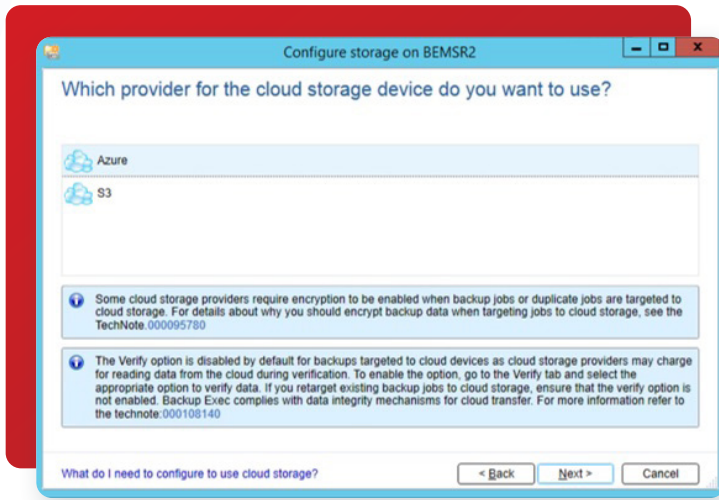 Configure storage on BEMSR2
Which provider for the cloud storage device do you want to use?
Azure
S3
Some cloud storage providers require encryption to be enabled when backup jobs or duplicate jobs are targeted to
cloud storage. For details about why you should encrypt backup data when targeting jobs to cloud storage, see the
TechNote.000095780
The Verify option is disabled by default for backups targeted to cloud devices as cloud storage providers may charge
for reading data from the cloud during verification. To enable the option, go to the Verify tab and select the
appropriate option to verify data. If you retarget existing backup jobs to cloud storage, ensure that the verify option is
not enabled. Backup Exec complies with data integrity mechanisms for cloud transfer. For more information refer to
the technote:000108140
What do I need to configure to use cloud storage?
< Back
Next >
Cancel